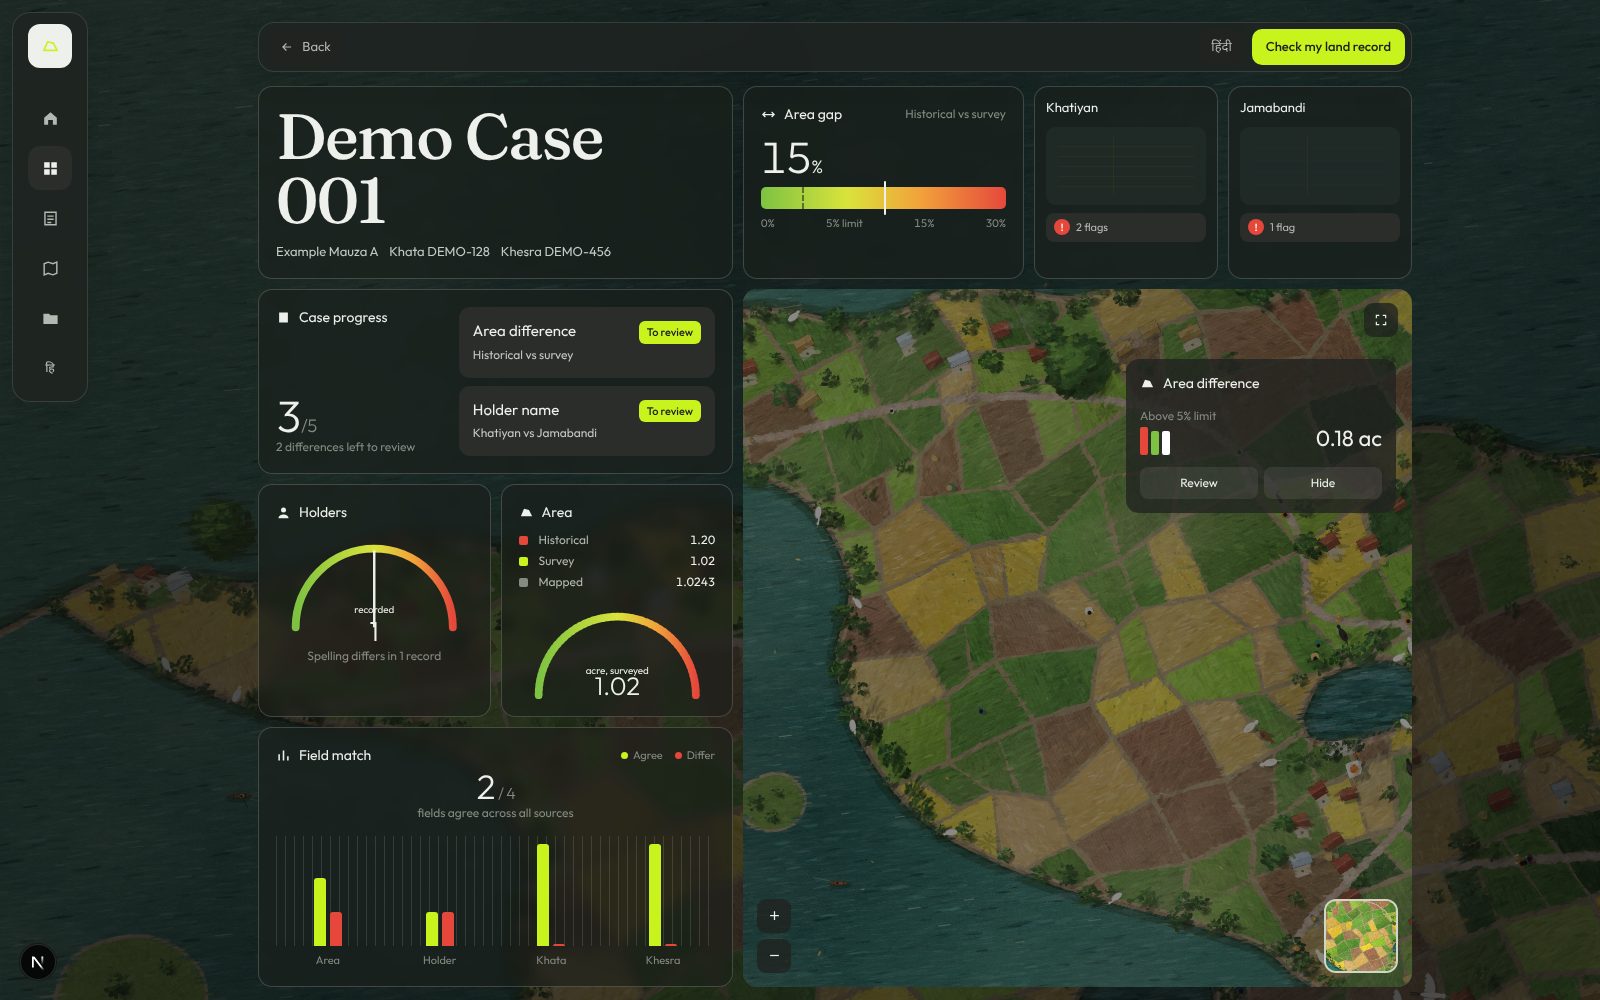 ← Back
हिंदी
Check my land record
Demo Case
001
Example Mauza A Khata DEMO-128 Khesra DEMO-456
Area gap
Historical vs survey
15%
0% 5% limit 15% 30%
Khatiyan
! 2 flags
Jamabandi
! 1 flag
हि
Case progress
3/5
2 differences left to review
Area difference
To review
Historical vs survey
Holder name
To review
Khatiyan vs Jamabandi
Area difference
Above 5% limit
0.18 ac
Review
Hide
Holders
recorded
Spelling differs in 1 record
Area
Historical 1.20
Survey 1.02
Mapped 1.0243
acre, surveyed
1.02
Field match
Agree Differ
2/4
fields agree across all sources
Area Holder Khata Khesra
+
−
N